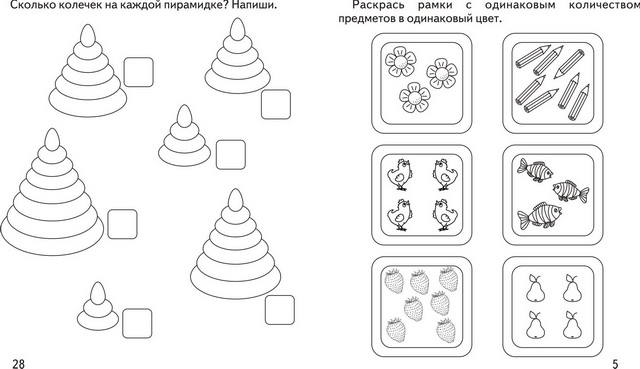 Сколько колечек на каждой пирамидке? Напиши.
28
Раскрась рамки с одинаковым количеством
предметов в одинаковый цвет.
5